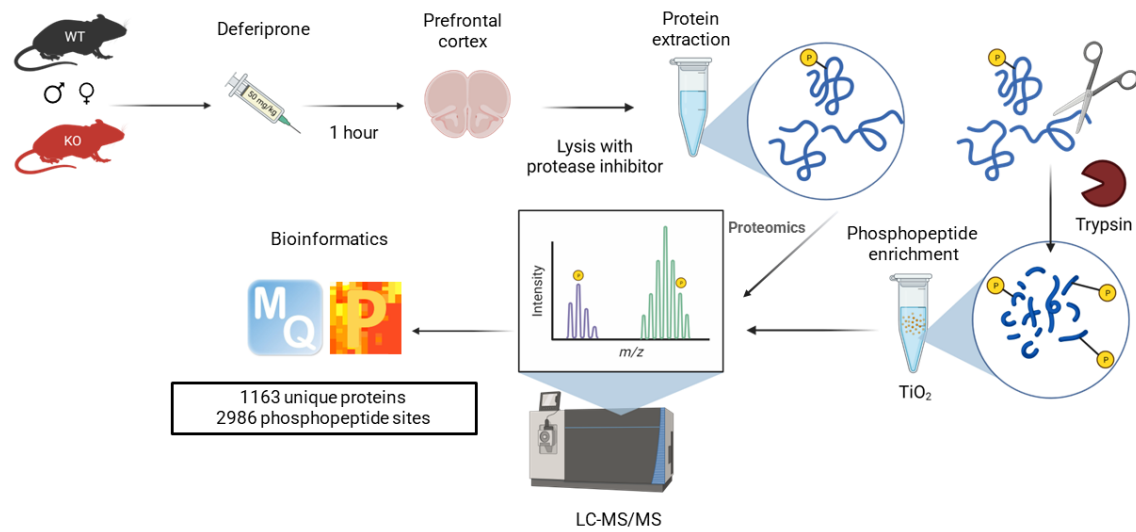 WT
KO
Deferiprone
50 mg/kg
1 hour
Prefrontal
cortex
Lysis with
protease inhibitor
Protein
extraction
P
P
Trypsin
P
P
P
Phosphopeptide
enrichment
TiO₂
Proteomics
Intensity
m/z
P
P
LC-MS/MS
Bioinformatics
M
Q
P
1163 unique proteins
2986 phosphopeptide sites